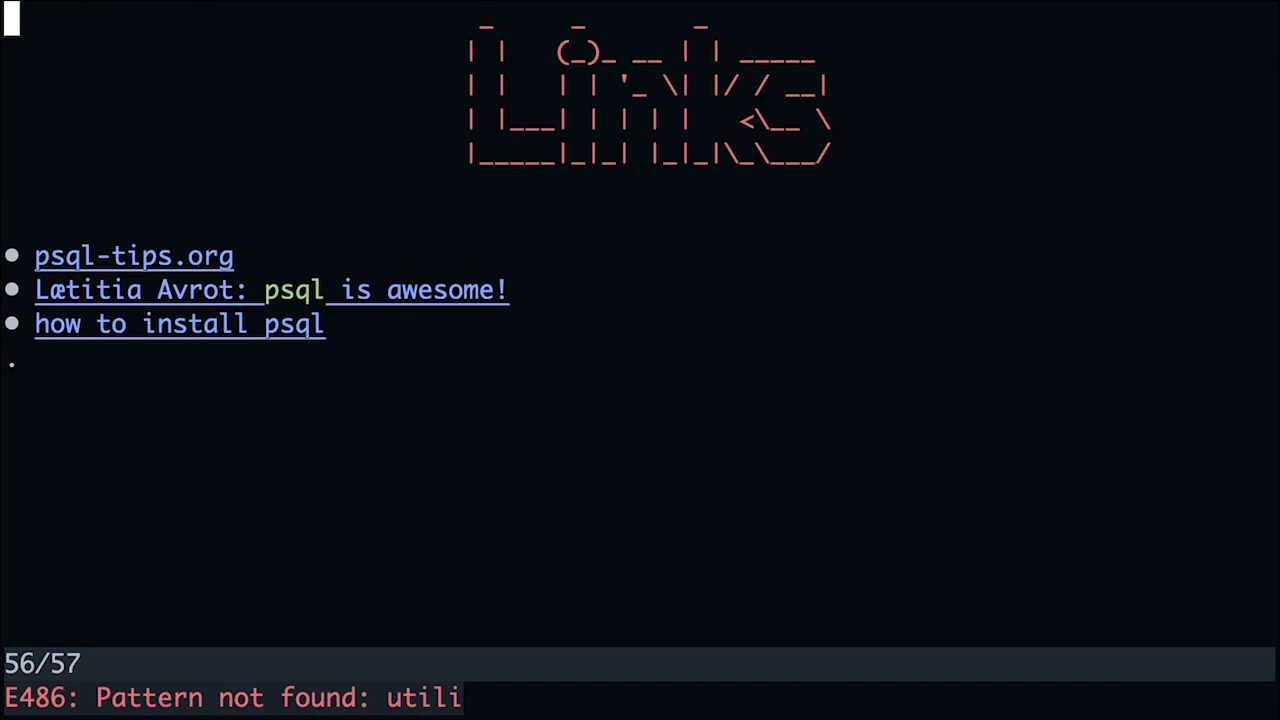 Links
● psql-tips.org
● Lætitia Avrot: psql is awesome!
● how to install psql
.
56/57
E486: Pattern not found: utili